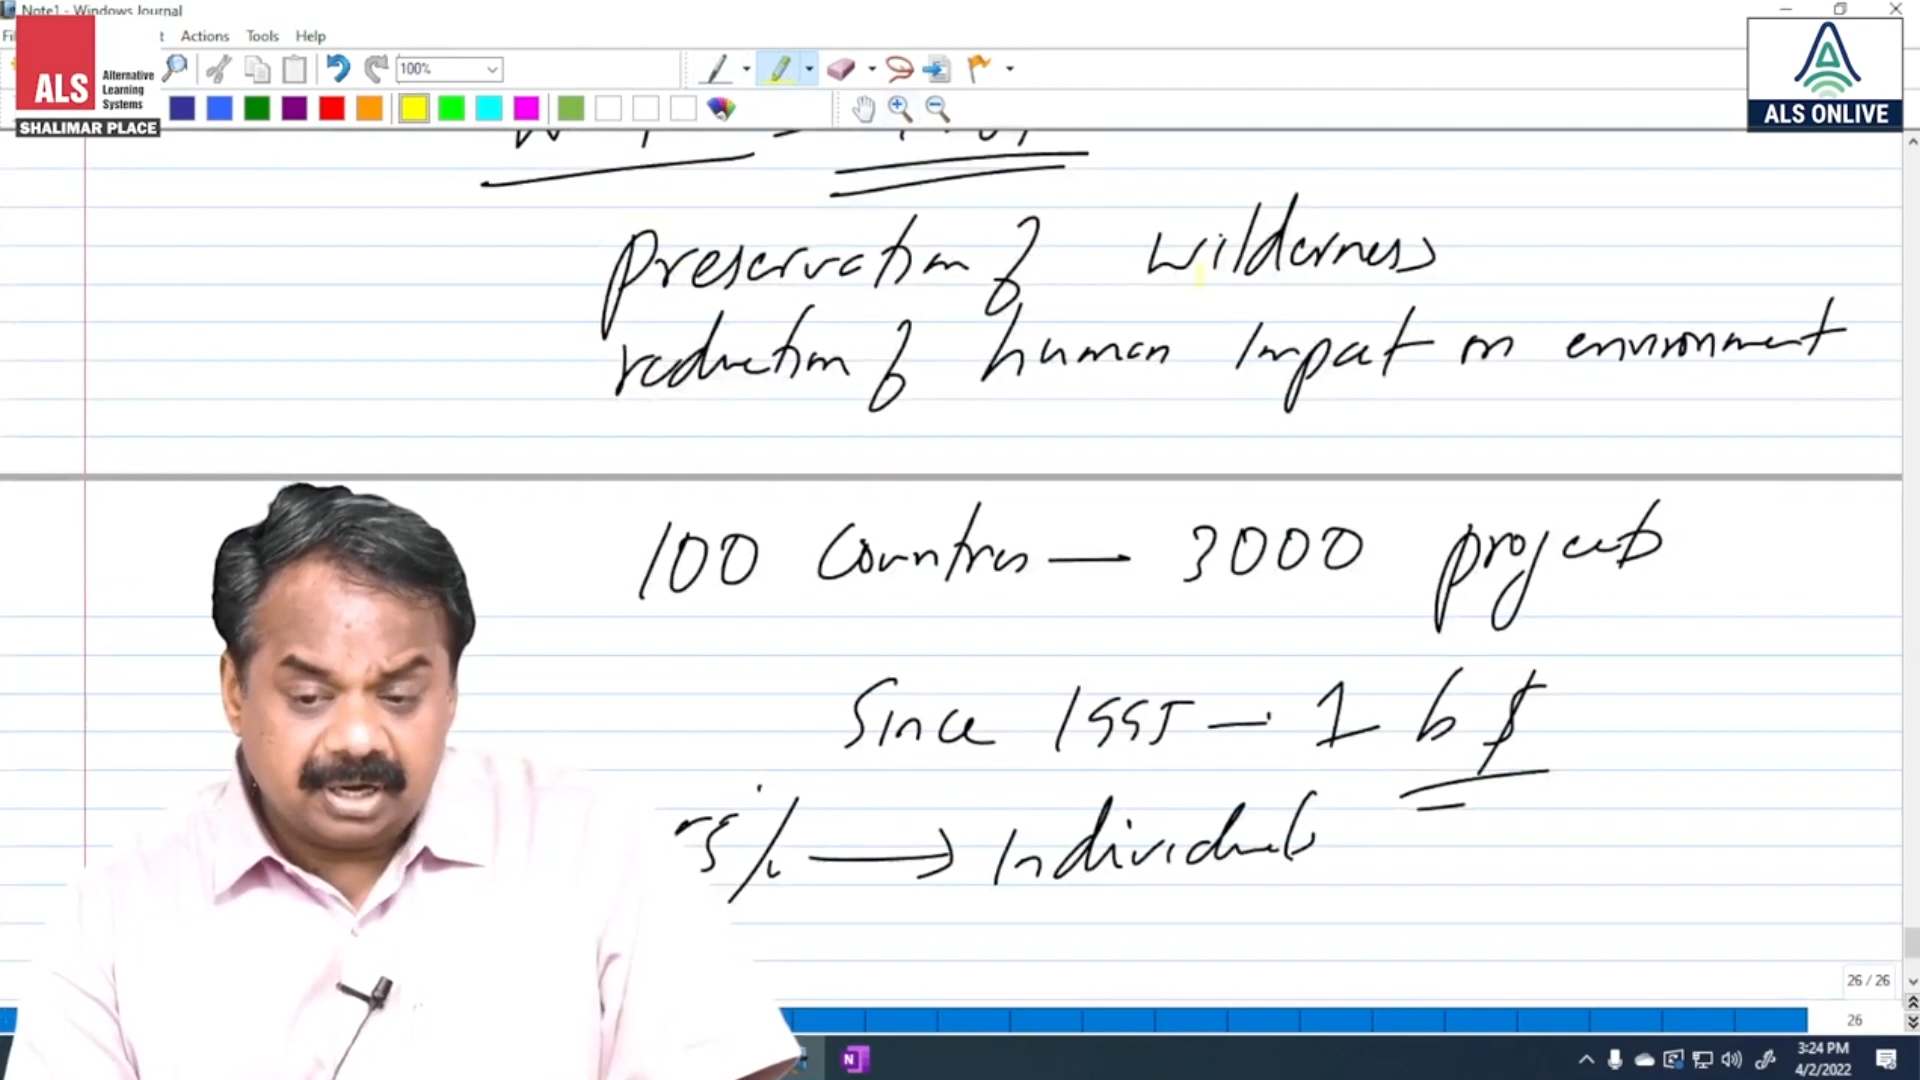 Note1 - Windows Journal
Actions Tools Help
ALS Alternative Learning Systems
SHALIMAR PLACE
100%
ALS ONLIVE
preservation of wilderness
reduction of human impact on environment
100 Countries — 3000 projects
Since 1995 — 1 b $
5% → Individuals
26 / 26
26
3:24 PM
4/2/2022